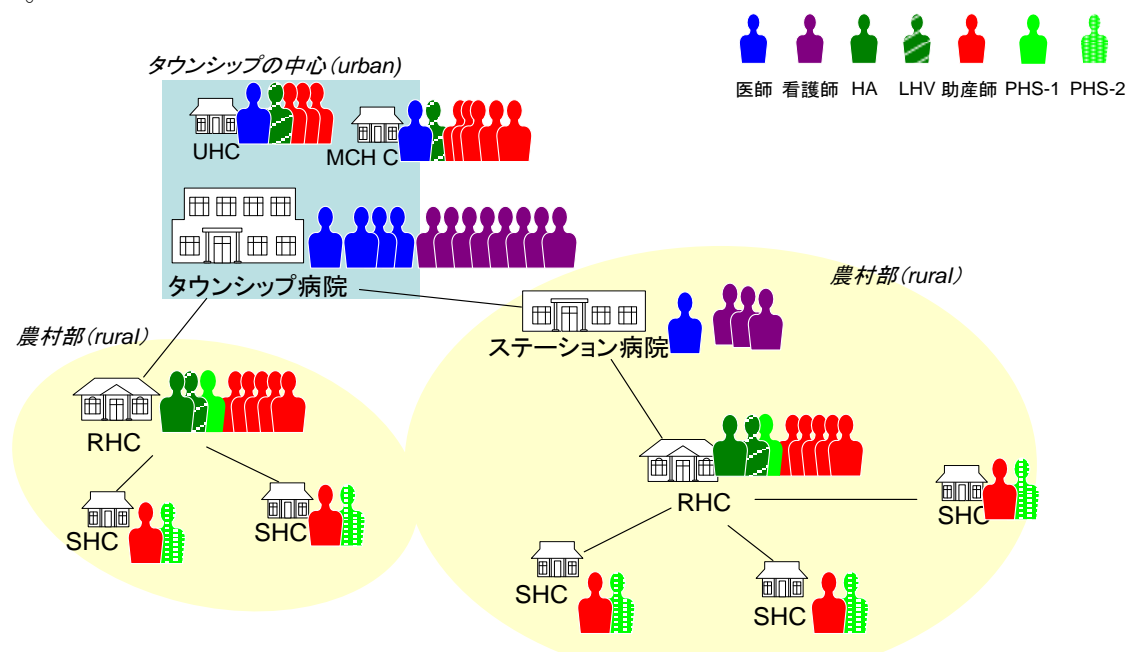 。
医師 看護師 HA LHV 助産師 PHS-1 PHS-2
タウンシップの中心(urban)
UHC
MCH C
タウンシップ病院
農村部(rural)
ステーション病院
農村部(rural)
RHC
SHC
SHC
RHC
SHC
SHC
SHC